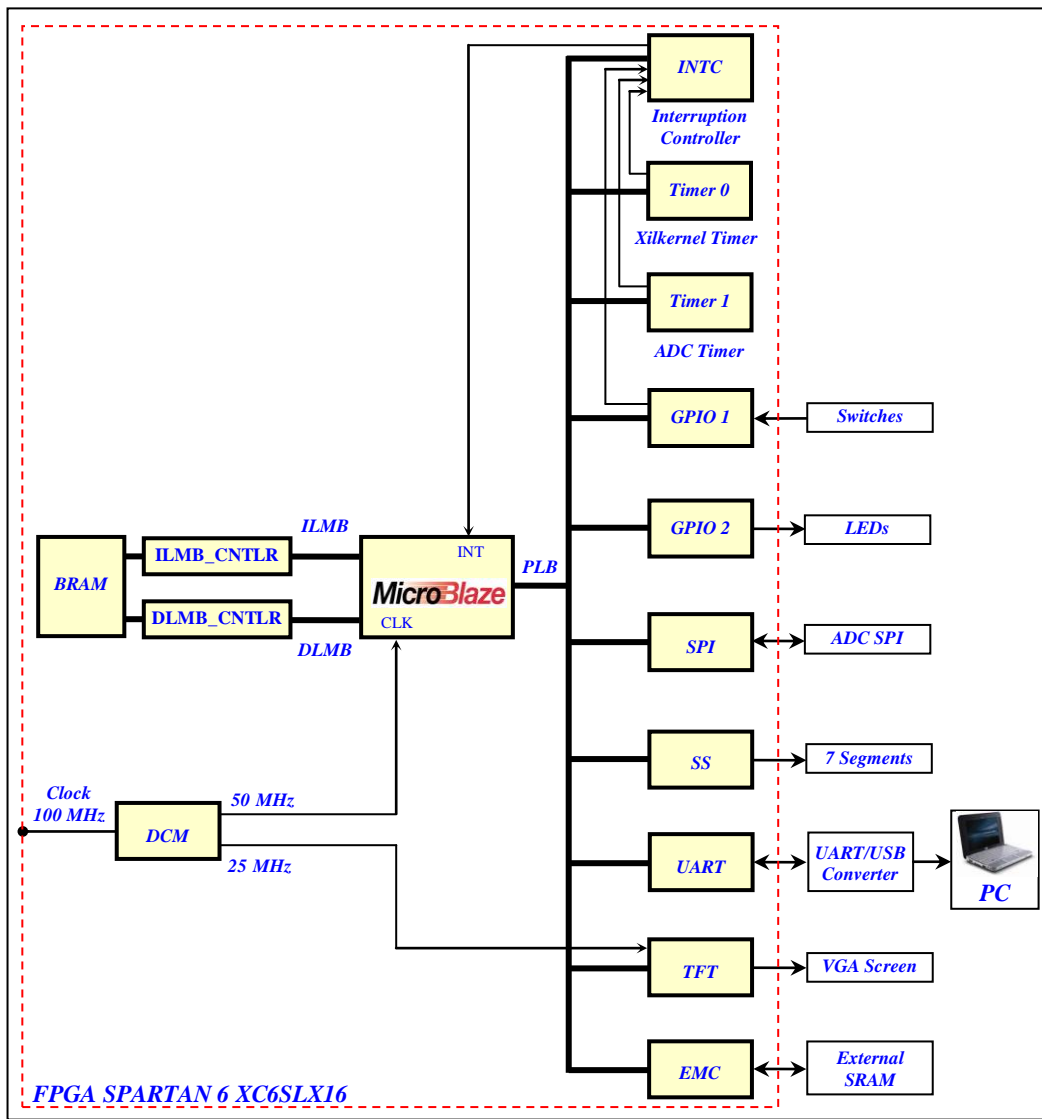 INTC
Interruption
Controller
Timer 0
Xilkernel Timer
Timer 1
ADC Timer
GPIO 1
Switches
GPIO 2
LEDs
ILMB
ILMB_CNTLR
BRAM
INT
MicroBlaze
CLK
PLB
DLMB_CNTLR
DLMB
SPI
ADC SPI
SS
7 Segments
Clock
100 MHz
DCM
50 MHz
25 MHz
UART
UART/USB
Converter
PC
TFT
VGA Screen
EMC
External
SRAM
FPGA SPARTAN 6 XC6SLX16